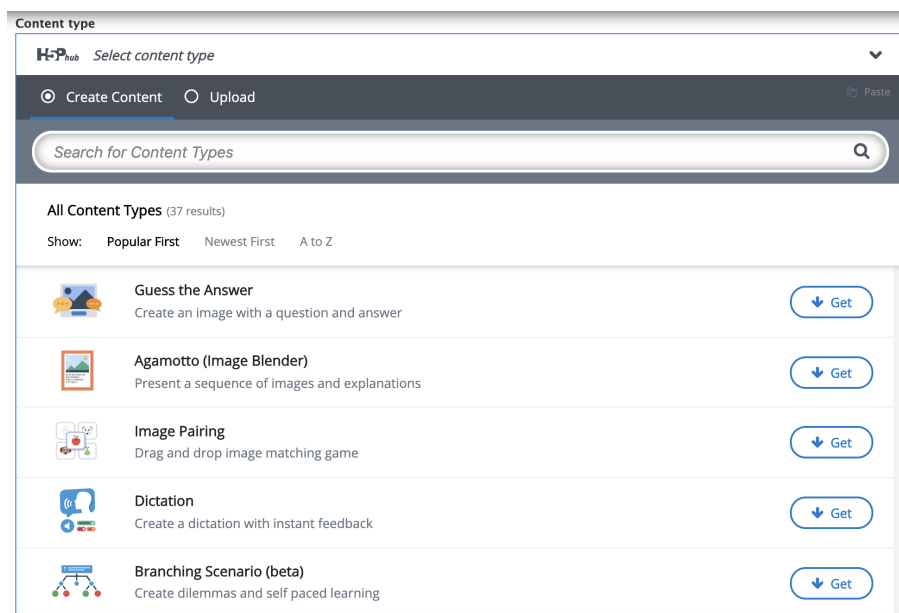 Content type
H5Phub Select content type
Create Content Upload Paste
Search for Content Types
All Content Types (37 results)
Show: Popular First Newest First A to Z
Guess the Answer
Create an image with a question and answer
Get
Agamotto (Image Blender)
Present a sequence of images and explanations
Get
Image Pairing
Drag and drop image matching game
Get
Dictation
Create a dictation with instant feedback
Get
Branching Scenario (beta)
Create dilemmas and self paced learning
Get